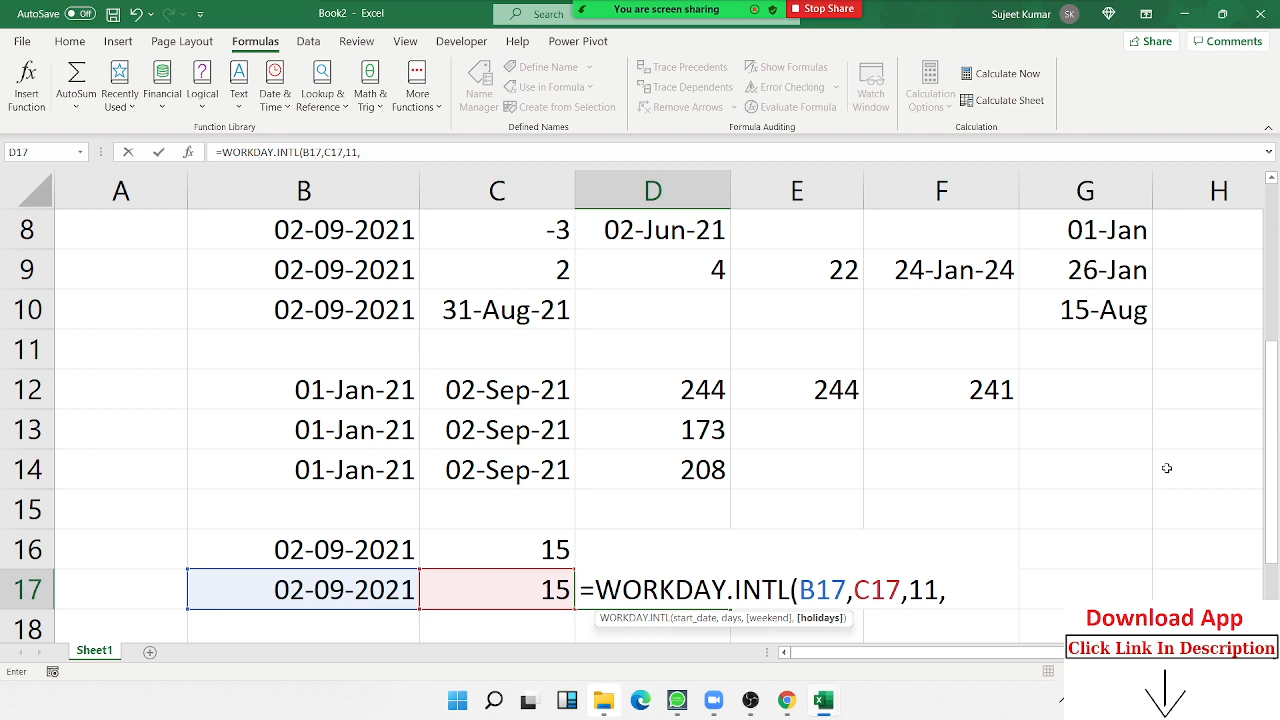 AutoSave Off Book2 - Excel Search You are screen sharing Stop Share Sujeet Kumar SK
File Home Insert Page Layout Formulas Data Review View Developer Help Power Pivot Share Comments
Insert Function
AutoSum
Recently Used
Financial
Logical
Text
Date & Time
Lookup & Reference
Math & Trig
More Functions
Function Library
Name Manager
Define Name
Use in Formula
Create from Selection
Defined Names
Trace Precedents
Trace Dependents
Remove Arrows
Show Formulas
Error Checking
Evaluate Formula
Formula Auditing
Watch Window
Calculation Options
Calculate Now
Calculate Sheet
Calculation
D17 fx =WORKDAY.INTL(B17,C17,11,
A B C D E F G H
8 02-09-2021 -3 02-Jun-21 01-Jan
9 02-09-2021 2 4 22 24-Jan-24 26-Jan
10 02-09-2021 31-Aug-21 15-Aug
11
12 01-Jan-21 02-Sep-21 244 244 241
13 01-Jan-21 02-Sep-21 173
14 01-Jan-21 02-Sep-21 208
15
16 02-09-2021 15
17 02-09-2021 15 =WORKDAY.INTL(B17,C17,11,
WORKDAY.INTL(start_date, days, [weekend], [holidays])
18
Download App
Click Link In Description
Sheet1
Enter